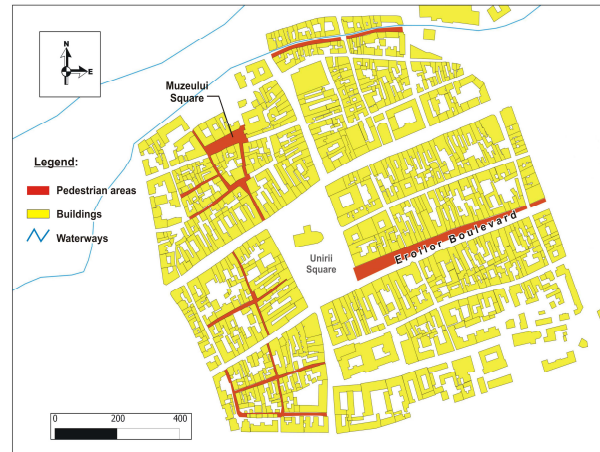 N
E
Muzeului
Square
Legend:
Pedestrian areas
Buildings
Waterways
Unirii
Square
Eroilor Boulevard
0
200
400